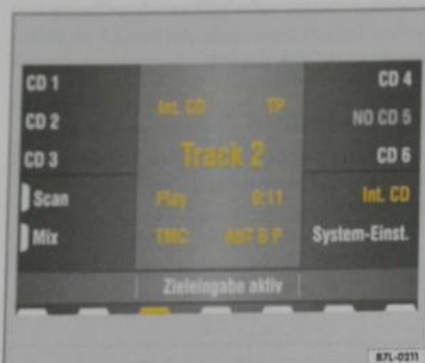 CD 1
CD 2
CD 3
Scan
Mix
Int. CD TP
Track 2
Play 0:11
TMC:
CD 4
NO CD 5
CD 6
Int. CD
System-Einst.
Zieleingabe aktiv
B7L-0211